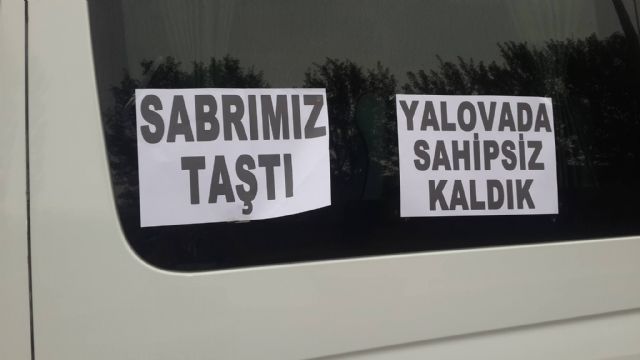 SABRIMIZ
TAŞTI
YALOVADA
SAHİPSİZ
KALDIK